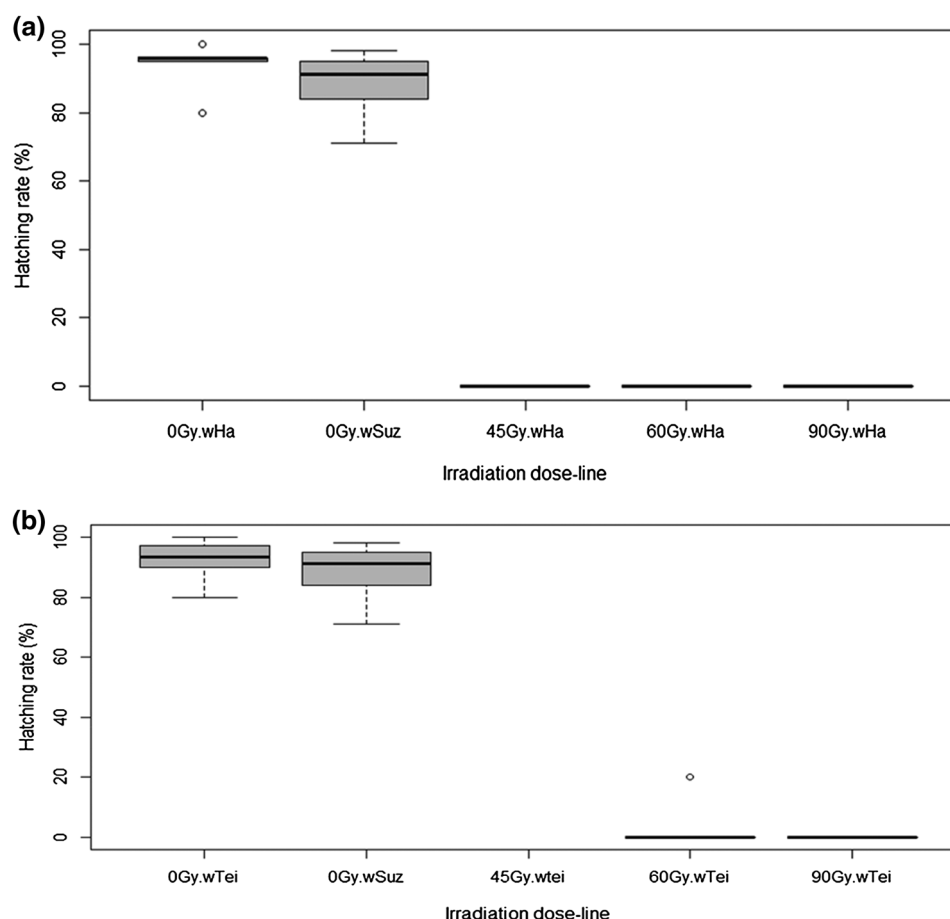 (a)
Hatching rate (%)
100
80
60
40
20
0
0Gy.wHa 0Gy.wSuz 45Gy.wHa 60Gy.wHa 90Gy.wHa
Irradiation dose-line
(b)
Hatching rate (%)
100
80
60
40
20
0
0Gy.wTei 0Gy.wSuz 45Gy.wtei 60Gy.wTei 90Gy.wTei
Irradiation dose-line